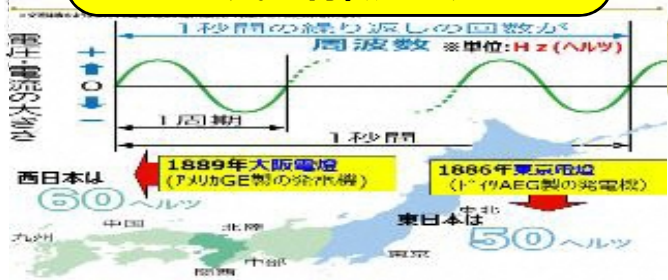 1秒間の繰り返しの回数が
周波数 ※単位:Hz(ヘルツ)
電圧・電流の大きさ
+
0
−
1周期
1秒間
1889年大阪電燈
(アメリカGE製の発電機)
1886年東京電燈
(ドイツAEG製の発電機)
西日本は
60ヘルツ
東日本は
50ヘルツ
東北
北陸
中国
九州
中部
東京
関西